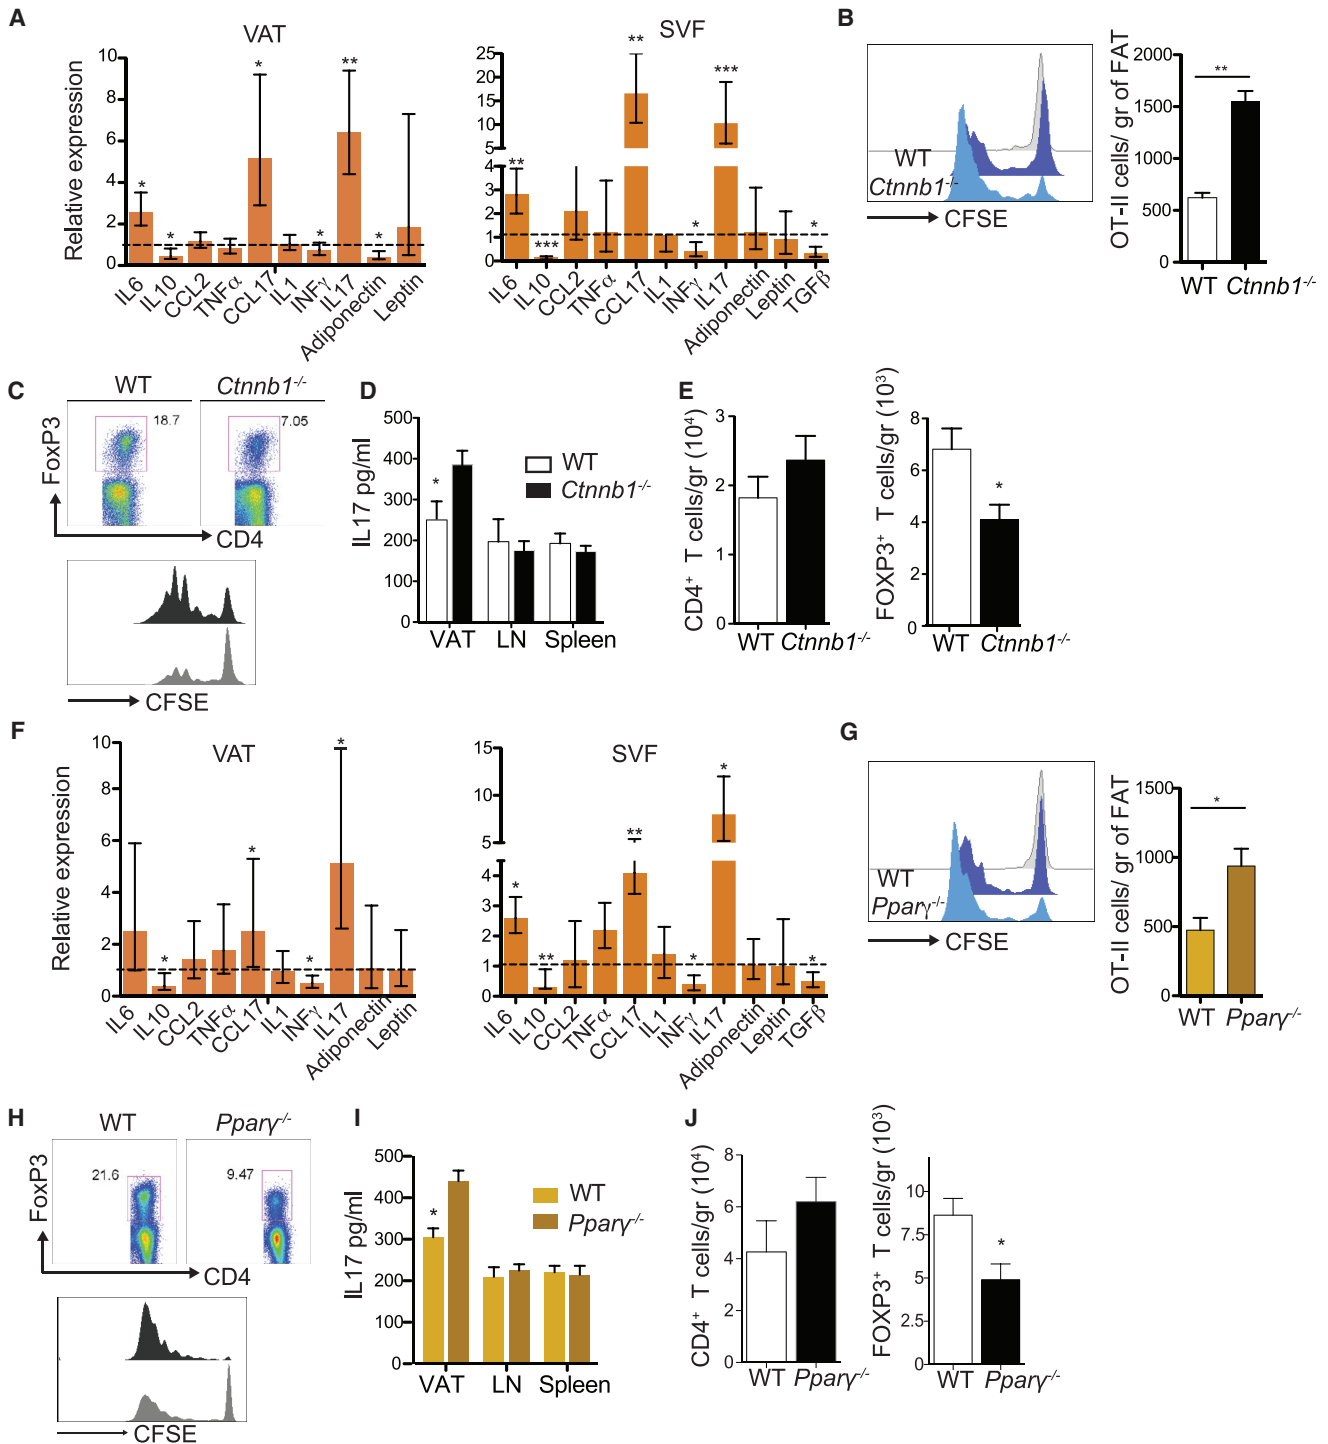 A
VAT
Relative expression
10
8
6
4
2
0
* * * ** * *
IL6 IL10 CCL2 TNFα CCL17 IL1 INFγ IL17 Adiponectin Leptin
SVF
25
20
15
10
5
4
3
2
1
0
** *** ** * *** *
IL6 IL10 CCL2 TNFα CCL17 IL1 INFγ IL17 Adiponectin Leptin TGFβ
B
WT
Ctnnb1-/-
CFSE
OT-II cells/ gr of FAT
2000
1500
1000
500
0
**
WT Ctnnb1-/-
C
WT Ctnnb1-/-
FoxP3
18.7
7.05
CD4
CFSE
D
IL17 pg/ml
500
400
300
200
100
0
*
WT
Ctnnb1-/-
VAT LN Spleen
E
CD4+ T cells/gr (104)
3
2
1
0
WT Ctnnb1-/-
FOXP3+ T cells/gr (103)
8
6
4
2
0
*
WT Ctnnb1-/-
F
VAT
Relative expression
10
8
6
4
2
0
* * * *
IL6 IL10 CCL2 TNFα CCL17 IL1 INFγ IL17 Adiponectin Leptin
SVF
15
10
5
4
3
2
1
0
* ** ** * * *
IL6 IL10 CCL2 TNFα CCL17 IL1 INFγ IL17 Adiponectin Leptin TGFβ
G
WT
Pparγ-/-
CFSE
OT-II cells/ gr of FAT
1500
1000
500
0
*
WT Pparγ-/-
H
WT Pparγ-/-
FoxP3
21.6
9.47
CD4
CFSE
I
IL17 pg/ml
500
400
300
200
100
0
*
WT
Pparγ-/-
VAT LN Spleen
J
CD4+ T cells/gr (104)
8
6
4
2
0
WT Pparγ-/-
FOXP3+ T cells/gr (103)
10
7.5
5
2.5
0
*
WT Pparγ-/-